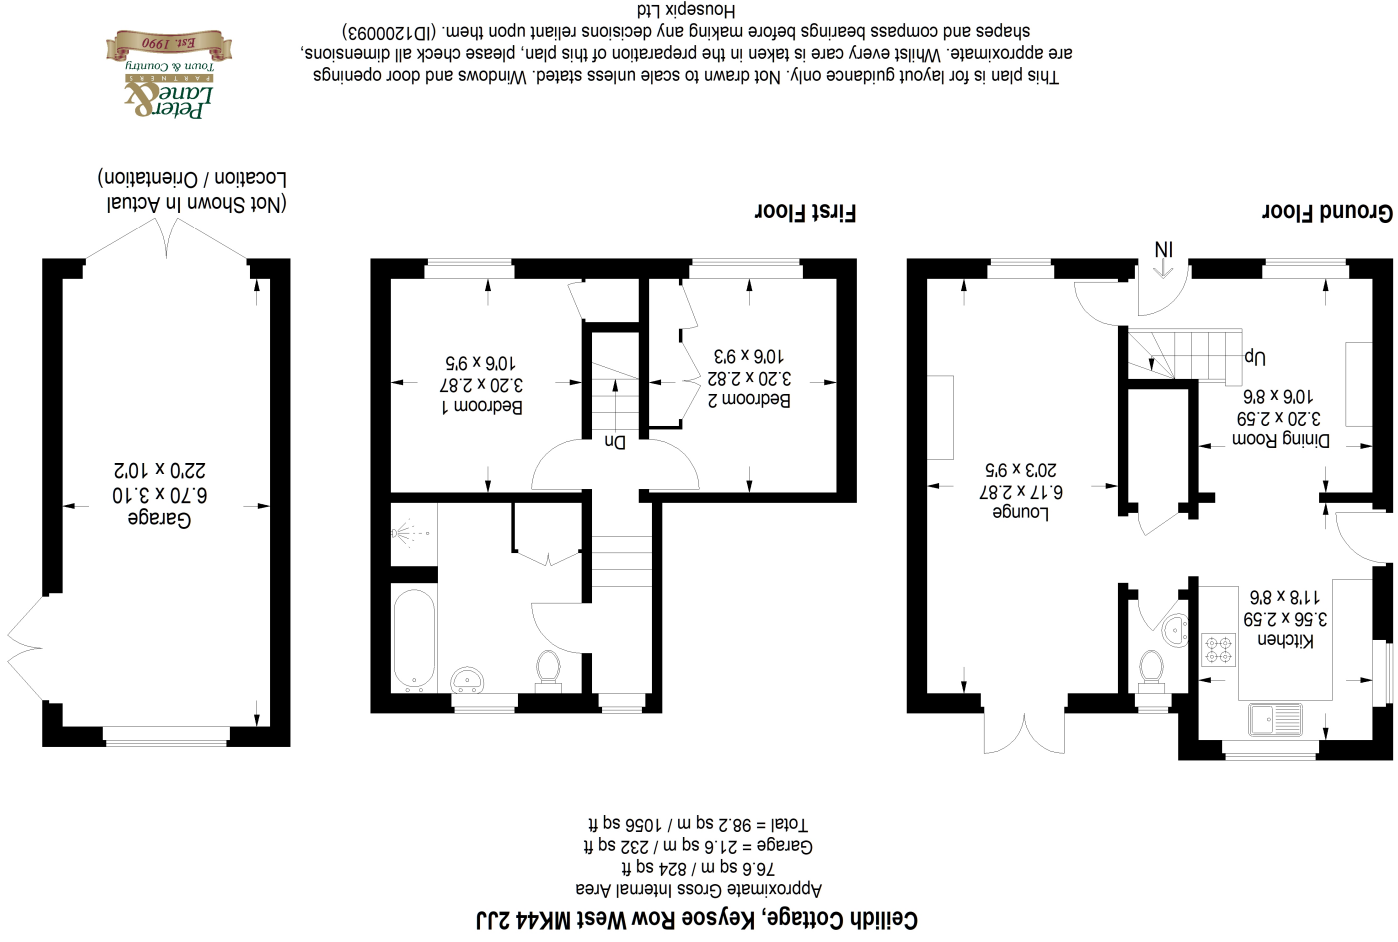 Ceilidh Cottage, Keysoe Row West MK44 2JJ
Approximate Gross Internal Area
76.6 sq m / 824 sq ft
Garage = 21.6 sq m / 232 sq ft
Total = 98.2 sq m / 1056 sq ft
Kitchen
3.56 x 2.59
11'8 x 8'6
Dining Room
3.20 x 2.59
10'6 x 8'6
Up
Lounge
6.17 x 2.87
20'3 x 9'5
IN
Ground Floor
Dn
Bedroom 2
3.20 x 2.82
10'6 x 9'3
Bedroom 1
3.20 x 2.87
10'6 x 9'5
First Floor
Garage
6.70 x 3.10
22'0 x 10'2
(Not Shown In Actual
Location / Orientation)
This plan is for layout guidance only. Not drawn to scale unless stated. Windows and door openings
are approximate. Whilst every care is taken in the preparation of this plan, please check all dimensions,
shapes and compass bearings before making any decisions reliant upon them. (ID1200093)
Housepix Ltd
Peter
Lane &
PARTNERS
Town & Country
Est. 1990